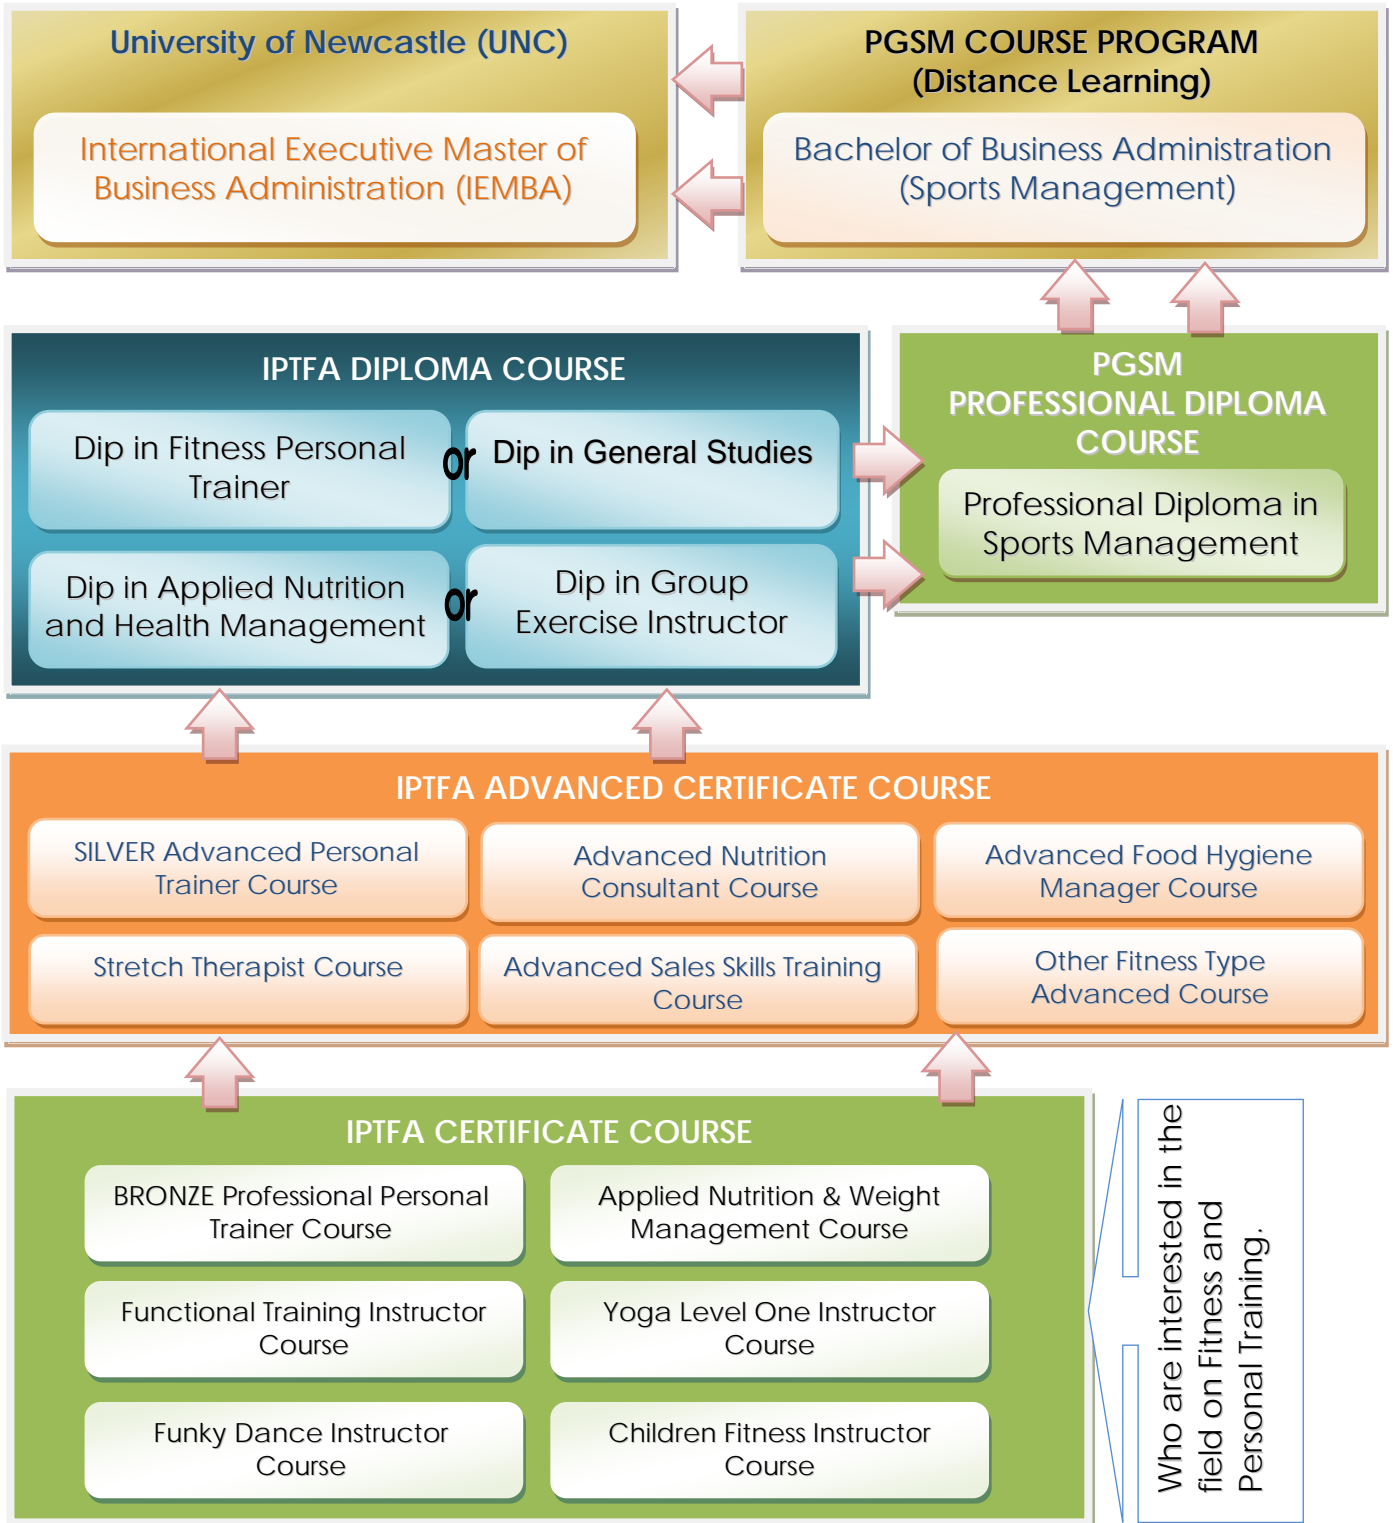 University of Newcastle (UNC)
International Executive Master of
Business Administration (IEMBA)
PGSM COURSE PROGRAM
(Distance Learning)
Bachelor of Business Administration
(Sports Management)
IPTFA DIPLOMA COURSE
Dip in Fitness Personal
Trainer
or
Dip in General Studies
Dip in Applied Nutrition
and Health Management
or
Dip in Group
Exercise Instructor
PGSM
PROFESSIONAL DIPLOMA
COURSE
Professional Diploma in
Sports Management
IPTFA ADVANCED CERTIFICATE COURSE
SILVER Advanced Personal
Trainer Course
Advanced Nutrition
Consultant Course
Advanced Food Hygiene
Manager Course
Stretch Therapist Course
Advanced Sales Skills Training
Course
Other Fitness Type
Advanced Course
IPTFA CERTIFICATE COURSE
BRONZE Professional Personal
Trainer Course
Applied Nutrition & Weight
Management Course
Functional Training Instructor
Course
Yoga Level One Instructor
Course
Funky Dance Instructor
Course
Children Fitness Instructor
Course
Who are interested in the
field on Fitness and
Personal Training.